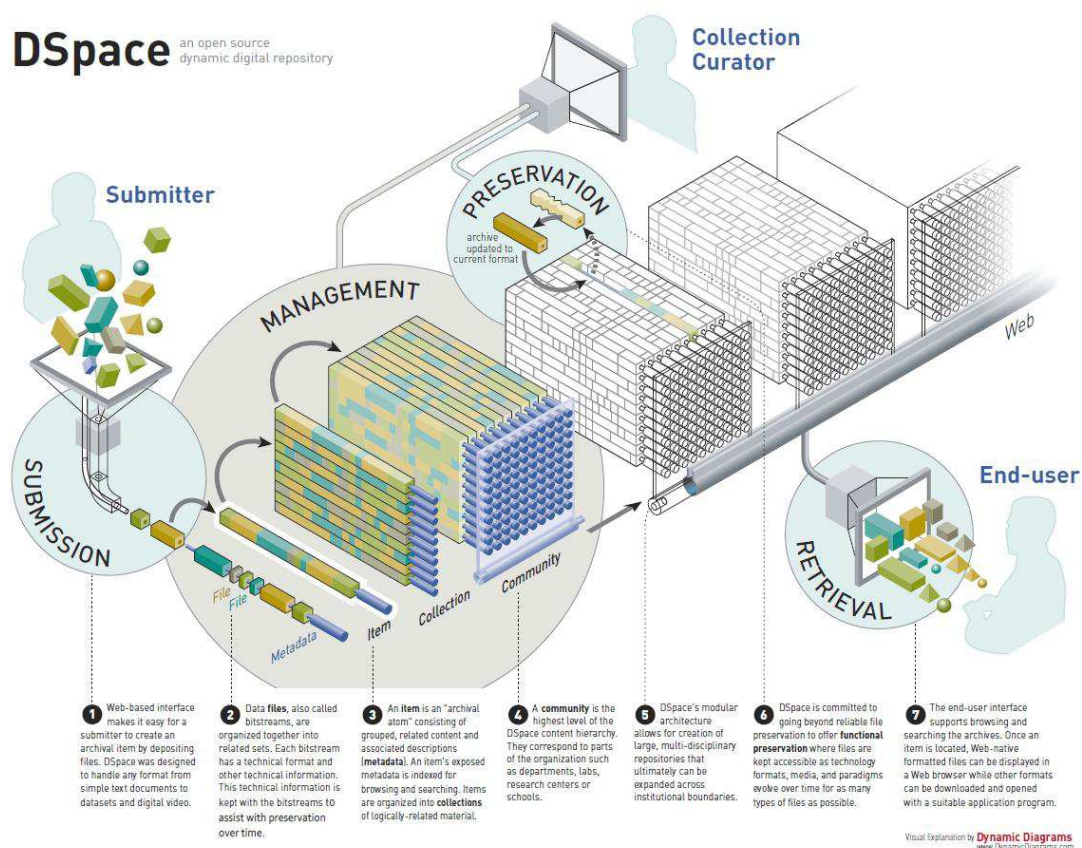 DSpace
an open source
dynamic digital repository
Collection
Curator
Submitter
PRESERVATION
archive
updated to
current format
MANAGEMENT
Web
SUBMISSION
End-user
RETRIEVAL
File
File
Metadata
Item
Collection
Community
1 Web-based interface
makes it easy for a
submitter to create an
archival item by depositing
files. DSpace was designed
to handle any format from
simple text documents to
datasets and digital video.
2 Data files, also called
bitstreams, are
organized together into
related sets. Each bitstream
has a technical format and
other technical information.
This technical information is
kept with the bitstreams to
assist with preservation
over time.
3 An item is an "archival
atom" consisting of
grouped, related content and
associated descriptions
(metadata). An item's exposed
metadata is indexed for
browsing and searching. Items
are organized into collections
of logically-related material.
4 A community is the
highest level of the
DSpace content hierarchy.
They correspond to parts
of the organization such
as departments, labs,
research centers or
schools.
5 DSpace's modular
architecture
allows for creation of
large, multi-disciplinary
repositories that
ultimately can be
expanded across
institutional boundaries.
6 DSpace is committed to
going beyond reliable file
preservation to offer functional
preservation where files are
kept accessible as technology
formats, media, and paradigms
evolve over time for as many
types of files as possible.
7 The end-user interface
supports browsing and
searching the archives. Once an
item is located, Web-native
formatted files can be displayed in
a Web browser while other formats
can be downloaded and opened
with a suitable application program.
Visual Explanation by Dynamic Diagrams
www.DynamicDiagrams.com